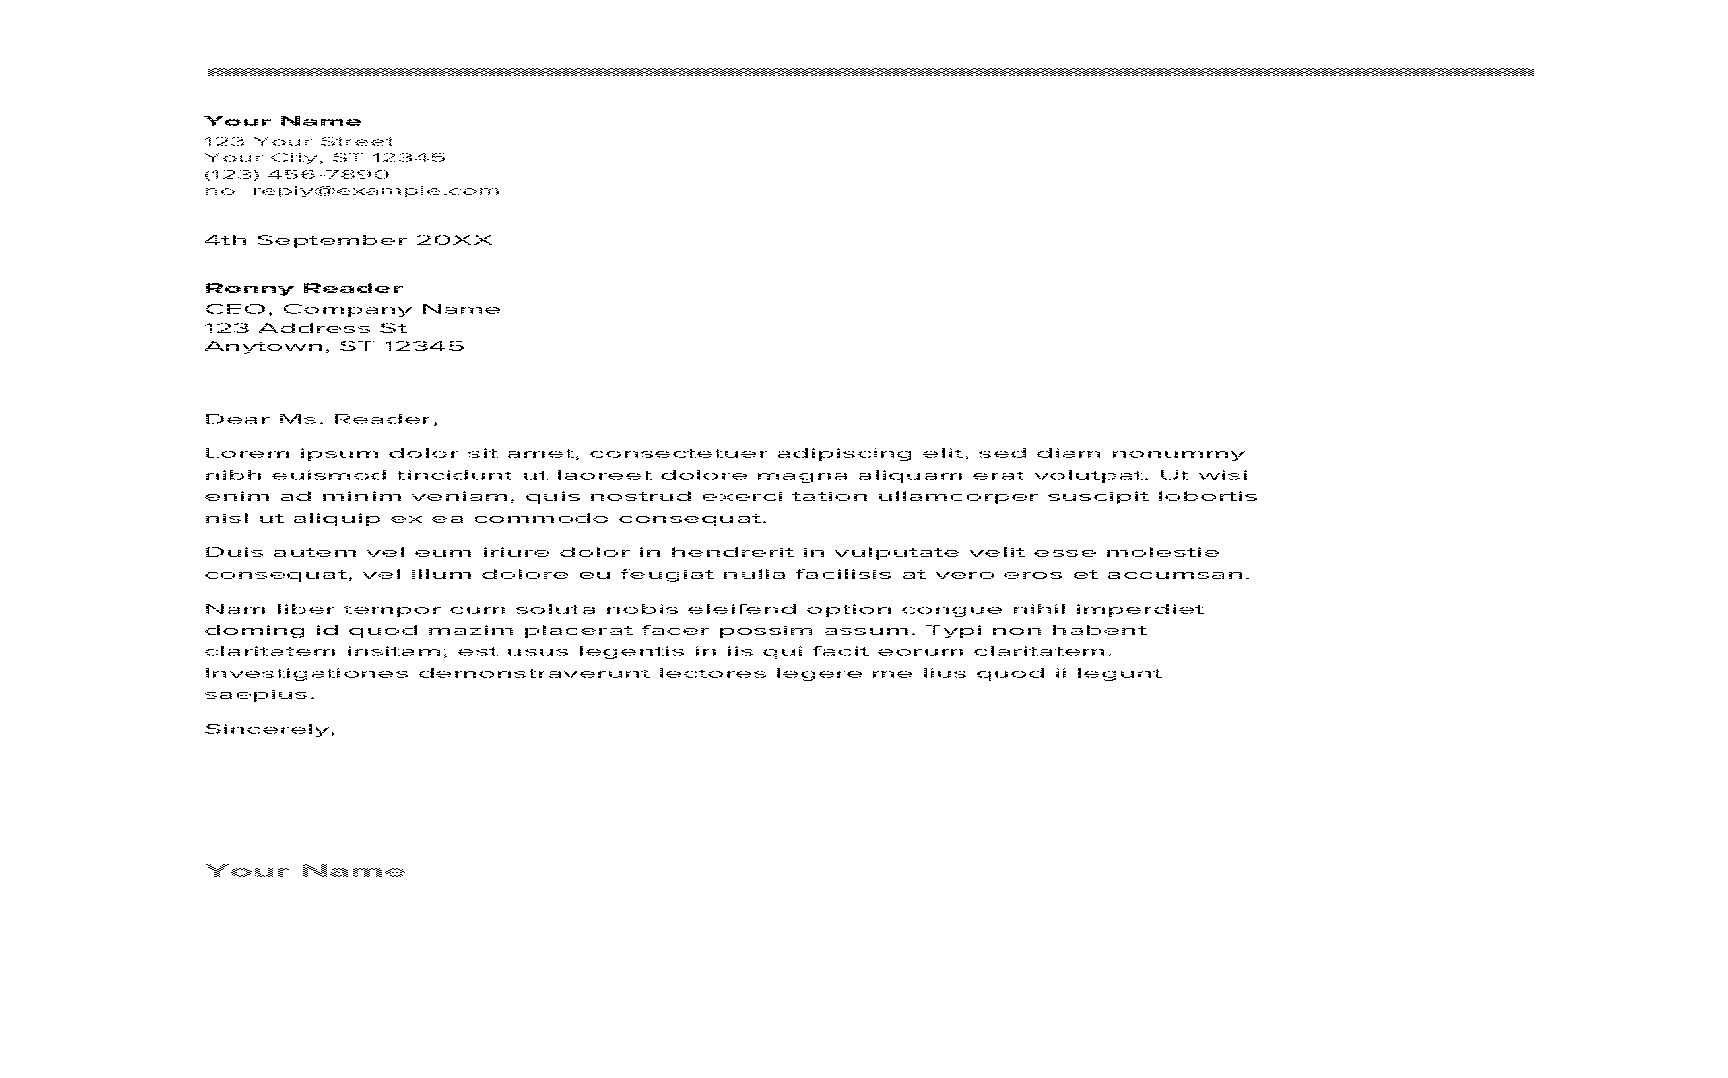 Your Name
123 Your Street
Your City, ST 12345
(123) 456-7890
no_reply@example.com
4th September 20XX
Ronny Reader
CEO, Company Name
123 Address St
Anytown, ST 12345
Dear Ms. Reader,
Lorem ipsum dolor sit amet, consectetuer adipiscing elit, sed diam nonummy
nibh euismod tincidunt ut laoreet dolore magna aliquam erat volutpat. Ut wisi
enim ad minim veniam, quis nostrud exerci tation ullamcorper suscipit lobortis
nisl ut aliquip ex ea commodo consequat.
Duis autem vel eum iriure dolor in hendrerit in vulputate velit esse molestie
consequat, vel illum dolore eu feugiat nulla facilisis at vero eros et accumsan.
Nam liber tempor cum soluta nobis eleifend option congue nihil imperdiet
doming id quod mazim placerat facer possim assum. Typi non habent
claritatem insitam; est usus legentis in iis qui facit eorum claritatem.
Investigationes demonstraverunt lectores legere me lius quod ii legunt
saepius.
Sincerely,
Your Name